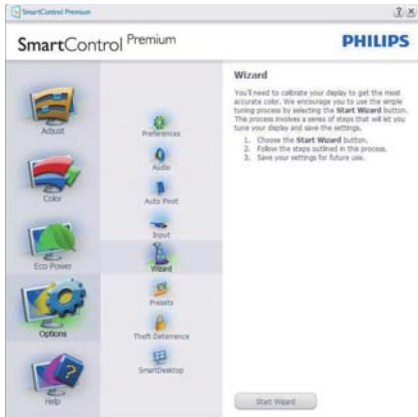 SmartControl Premium
SmartControl Premium
PHILIPS
Adjust
Color
Eco Power
Options
Help
Preferences
Audio
Auto Pivot
Input
Wizard
Presets
Theft Deterrence
SmartDesktop
Wizard
You'll need to calibrate your display to get the most
accurate color. We encourage you to use the simple
tuning process by selecting the Start Wizard button.
This process involves a series of steps that will let you
tune your display and save the settings.
1. Choose the Start Wizard button.
2. Follow the steps outlined in this process.
3. Save your settings for future use.
Start Wizard